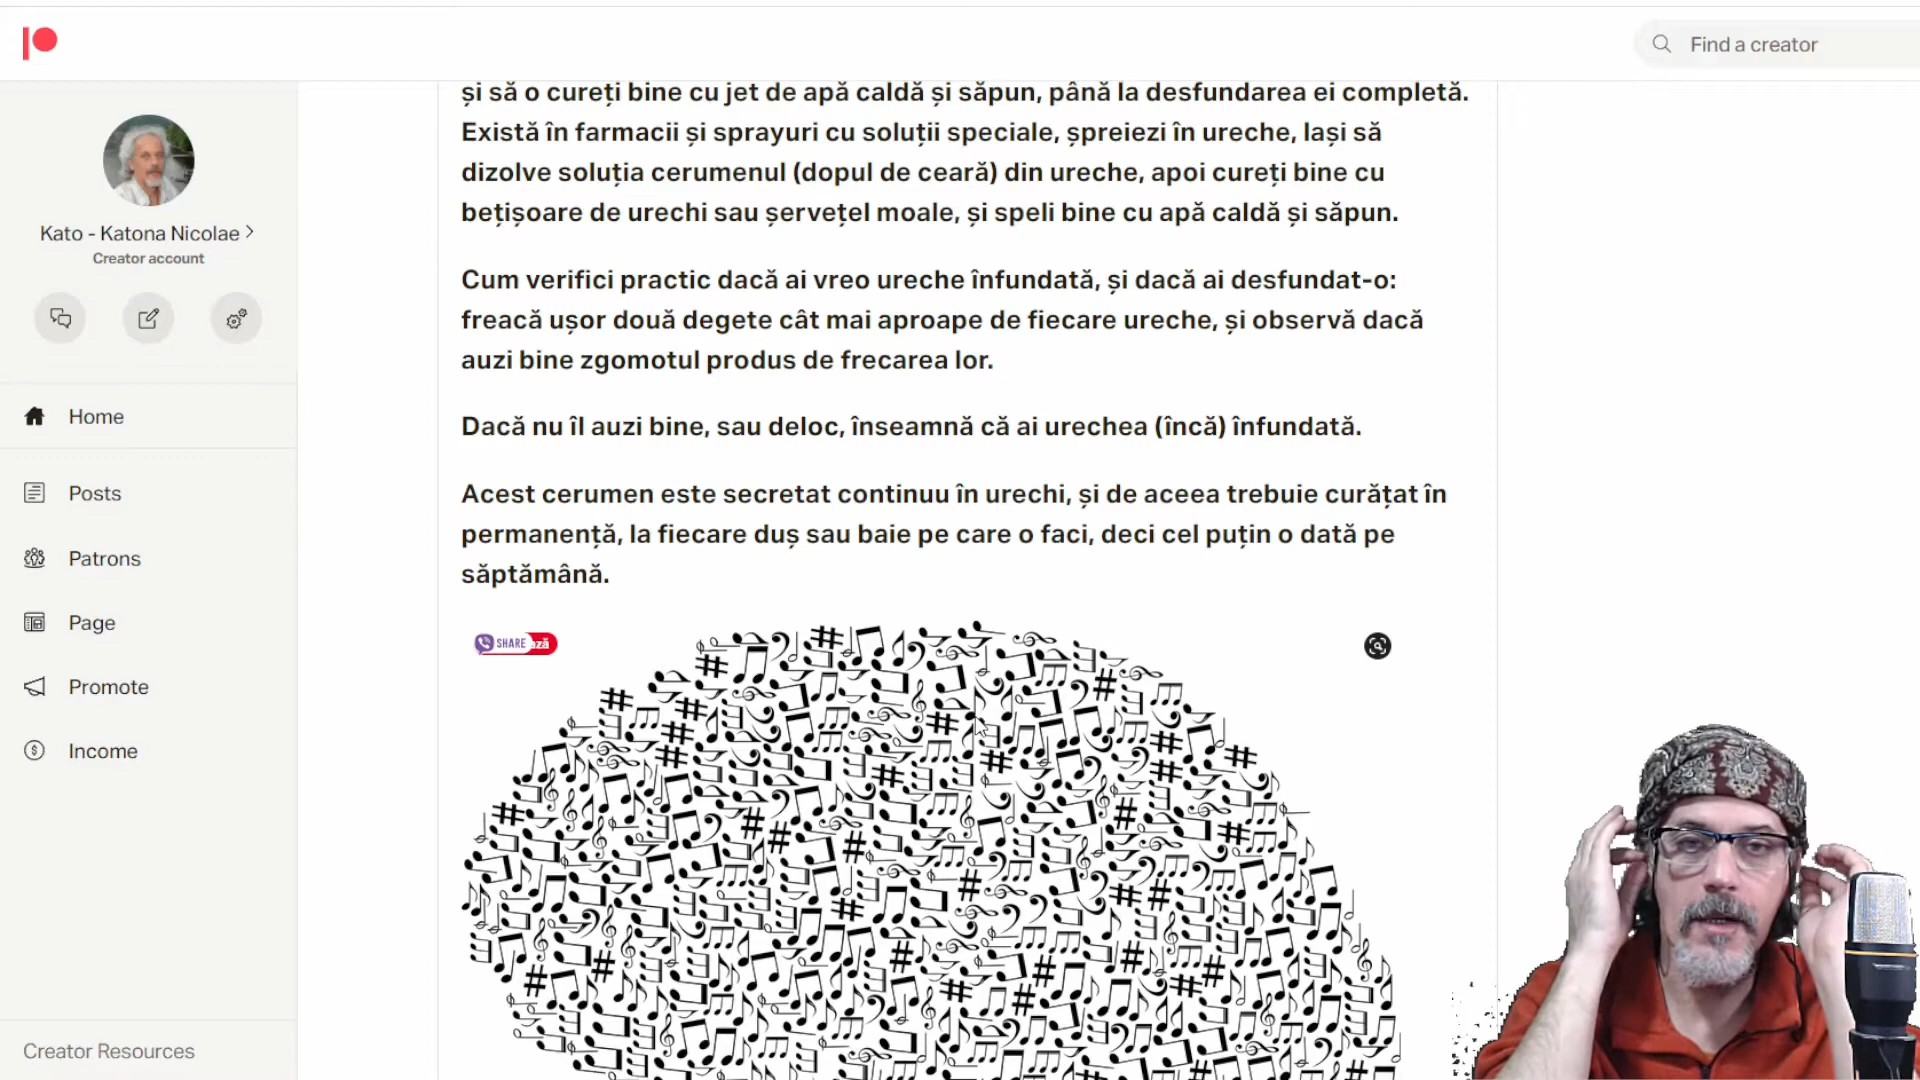 Find a creator
Kato - Katona Nicolae
Creator account
Home
Posts
Patrons
Page
Promote
Income
Creator Resources
și să o cureți bine cu jet de apă caldă și săpun, până la desfundarea ei completă.
Există în farmacii și sprayuri cu soluții speciale, șpreiezi în ureche, lași să
dizolve soluția cerumenul (dopul de ceară) din ureche, apoi cureți bine cu
bețișoare de urechi sau șervețel moale, și speli bine cu apă caldă și săpun.
Cum verifici practic dacă ai vreo ureche înfundată, și dacă ai desfundat-o:
freacă ușor două degete cât mai aproape de fiecare ureche, și observă dacă
auzi bine zgomotul produs de frecarea lor.
Dacă nu îl auzi bine, sau deloc, înseamnă că ai urechea (încă) înfundată.
Acest cerumen este secretat continuu în urechi, și de aceea trebuie curățat în
permanență, la fiecare duș sau baie pe care o faci, deci cel puțin o dată pe
săptămână.
SHARE ază